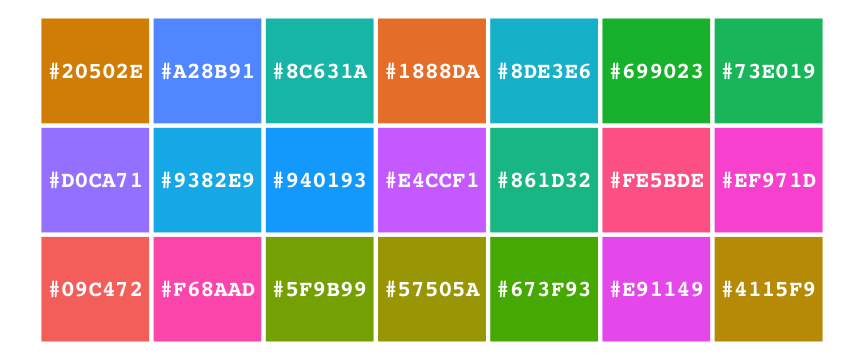 #20502E #A28B91 #8C631A #1888DA #8DE3E6 #699023 #73E019
#D0CA71 #9382E9 #940193 #E4CCF1 #861D32 #FE5BDE #EF971D
#09C472 #F68AAD #5F9B99 #57505A #673F93 #E91149 #4115F9